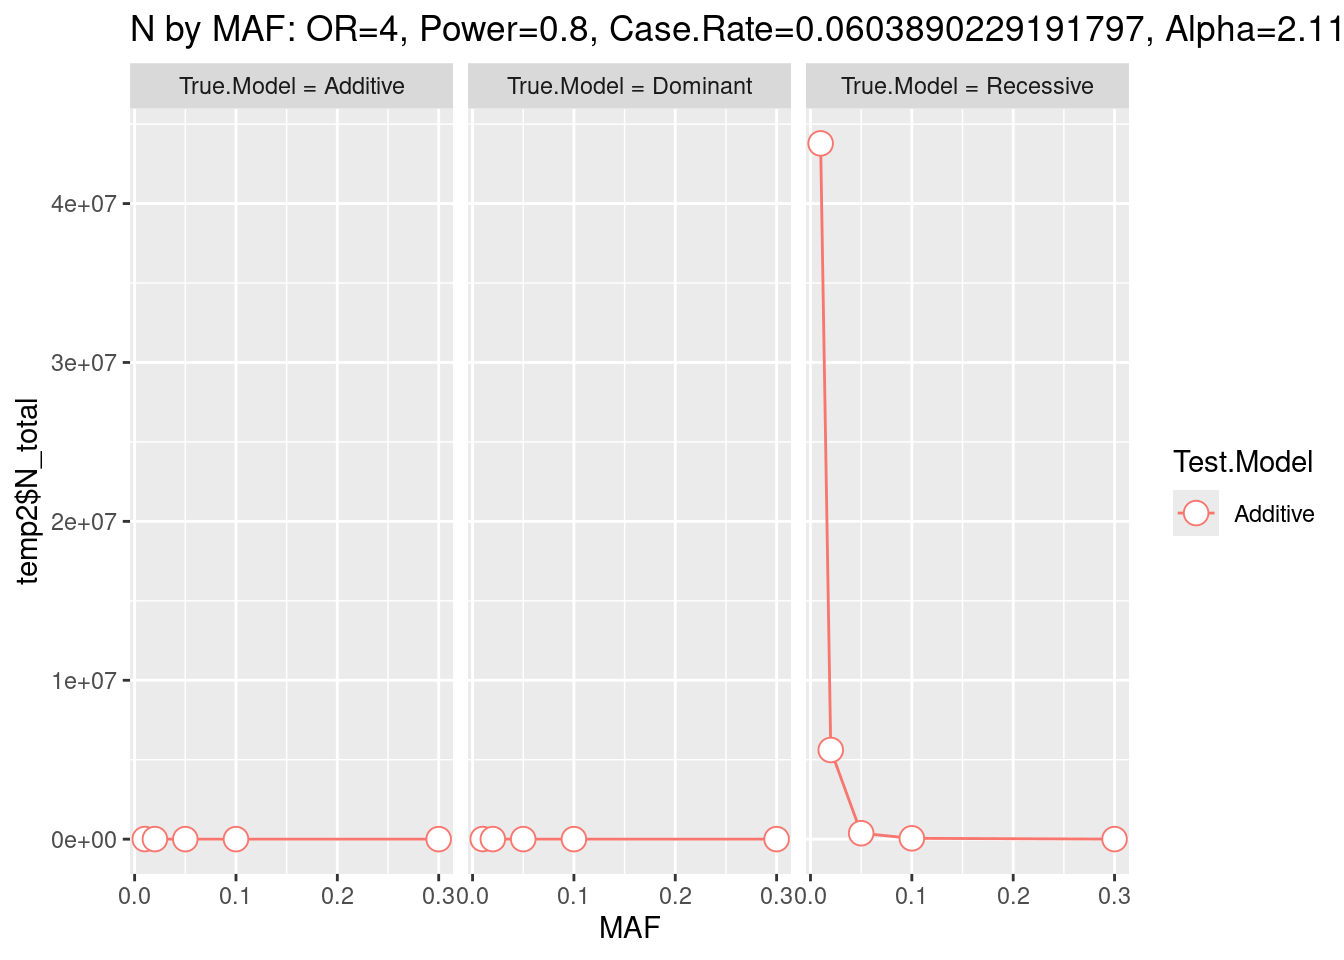 N by MAF: OR=4, Power=0.8, Case.Rate=0.0603890229191797, Alpha=2.11
True.Model = Additive
True.Model = Dominant
True.Model = Recessive
4e+07
3e+07
2e+07
1e+07
0e+00
temp2$N_total
0.0 0.1 0.2 0.3
0.0 0.1 0.2 0.3
0.0 0.1 0.2 0.3
MAF
Test.Model
Additive